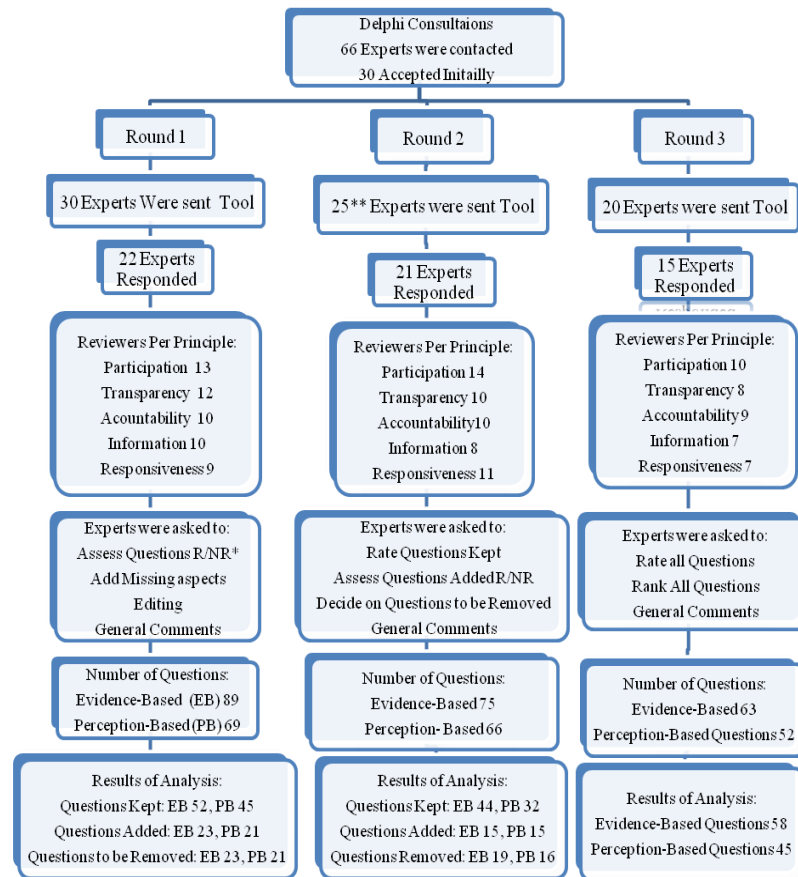 Delphi Consultaions
66 Experts were contacted
30 Accepted Initailly
Round 1
30 Experts Were sent Tool
22 Experts
Responded
Reviewers Per Principle:
Participation 13
Transparency 12
Acountability 10
Information 10
Responsiveness 9
Experts were asked to:
Assess Questions R/NR*
Add Missing aspects
Editing
General Comments
Number of Questions:
Evidence-Based (EB) 89
Perception-Based (PB) 69
Results of Analysis:
Questions Kept: EB 52, PB 45
Questions Added: EB 23, PB 21
Questions to be Removed: EB 23, PB 21
Round 2
25** Experts were sent Tool
21 Experts
Responded
Reviewers Per Principle:
Participation 14
Transparency 10
Accountability 10
Information 8
Responsiveness 11
Experts were asked to:
Rate Questions Kept
Assess Questions Added R/NR
Decide on Questions to be Removed
General Comments
Number of Questions:
Evidence-Based 75
Perception- Based 66
Results of Analysis:
Questions Kept: EB 44, PB 32
Questions Added: EB 15, PB 15
Questions Removed: EB 19, PB 16
Round 3
20 Experts were sent Tool
15 Experts
Responded
Reviewers Per Principle:
Participation 10
Transparency 8
Accountability 9
Information 7
Responsiveness 7
Experts were asked to:
Rate all Questions
Rank All Questions
General Comments
Number of Questions:
Evidence-Based 63
Perception-Based Questions 52
Results of Analysis:
Evidence-Based Questions 58
Perception-Based Questions 45